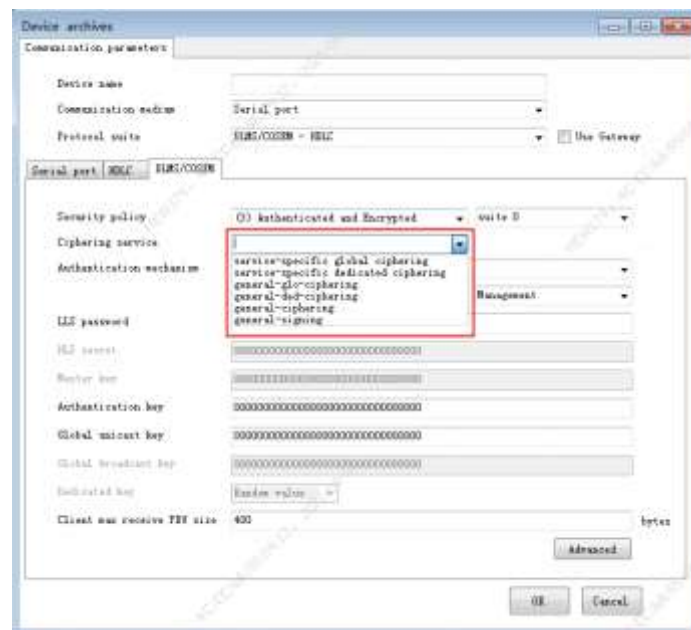 Device archives
Communication parameters
Device name
Communication medium
Serial port
Protocol suite
DLMS/COSEM - HDLC
Use Gateway
Serial port
HDLC
DLMS/COSEM
Security policy
(3) Authenticated and Encrypted
suite 0
Ciphering service
service-specific global ciphering
service-specific dedicated ciphering
Authentication mechanism
general-glo-ciphering
general-ded-ciphering
Management
general-ciphering
general-signing
LLS password
HLS secret
Master key
Authentication key
Global unicast key
Global broadcast key
Dedicated key
Random value
Client max receive PDU size
400
bytes
Advanced
OK
Cancel